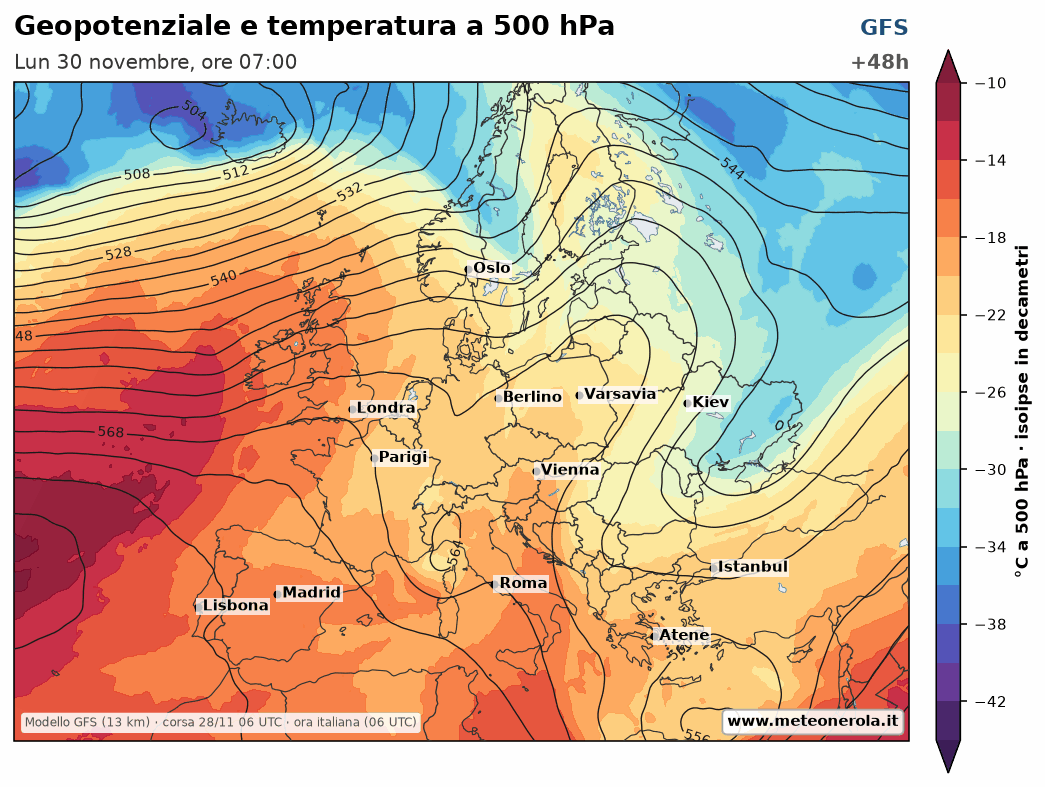 Geopotenziale e temperatura a 500 hPa
GFS
Lun 30 novembre, ore 07:00
+48h
504
508
512
532
544
528
540
48
568
564
556
Oslo
Berlino
Varsavia
Kiev
Londra
Parigi
Vienna
Istanbul
Roma
Madrid
Lisbona
Atene
−10
−14
−18
−22
−26
−30
−34
−38
−42
°C a 500 hPa · isoipse in decametri
Modello GFS (13 km) · corsa 28/11 06 UTC · ora italiana (06 UTC)
www.meteonerola.it